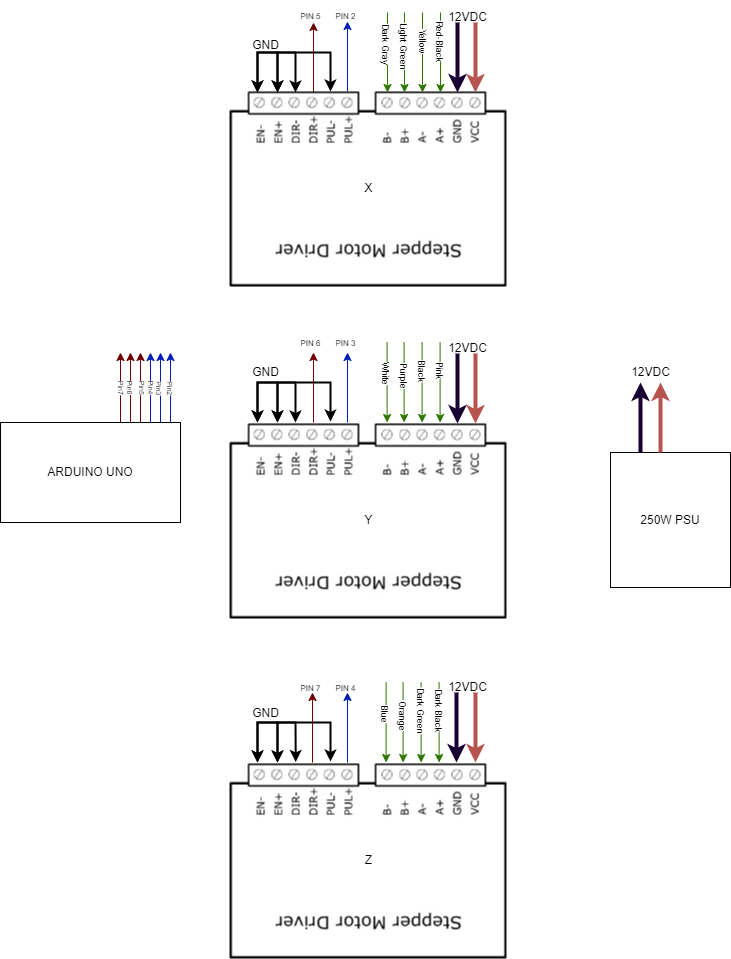 PIN 5
PIN 2
12VDC
GND
Dark Gray
Light Green
Yellow
Red-Black
EN-
EN+
DIR-
DIR+
PUL-
PUL+
B-
B+
A-
A+
GND
VCC
X
Stepper Motor Driver
PIN 6
PIN 3
12VDC
GND
White
Purple
Black
Pink
EN-
EN+
DIR-
DIR+
PUL-
PUL+
B-
B+
A-
A+
GND
VCC
Y
Stepper Motor Driver
Pin7
Pin6
Pin5
Pin4
Pin3
Pin2
ARDUINO UNO
12VDC
250W PSU
PIN 7
PIN 4
12VDC
GND
Blue
Orange
Dark Green
Dark Black
EN-
EN+
DIR-
DIR+
PUL-
PUL+
B-
B+
A-
A+
GND
VCC
Z
Stepper Motor Driver